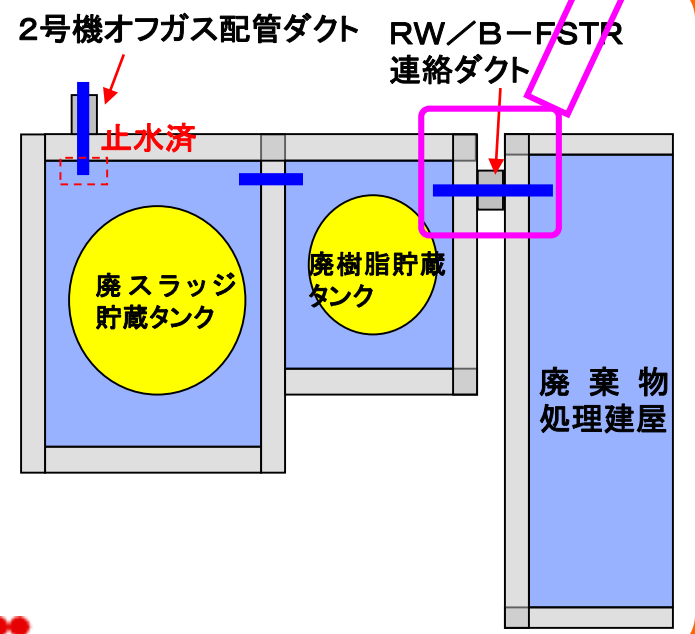 2号機オフガス配管ダクト
RW/B-FSTR
連絡ダクト
止水済
廃スラッジ
貯蔵タンク
廃樹脂貯蔵
タンク
廃棄物
処理建屋